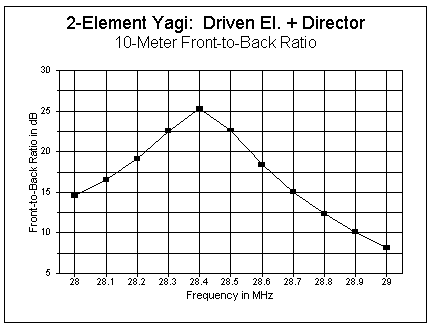 2-Element Yagi:  Driven El. + Director
10-Meter Front-to-Back Ratio
Front-to-Back Ratio in dB
30
25
20
15
10
5
28 28.1 28.2 28.3 28.4 28.5 28.6 28.7 28.8 28.9 29
Frequency in MHz